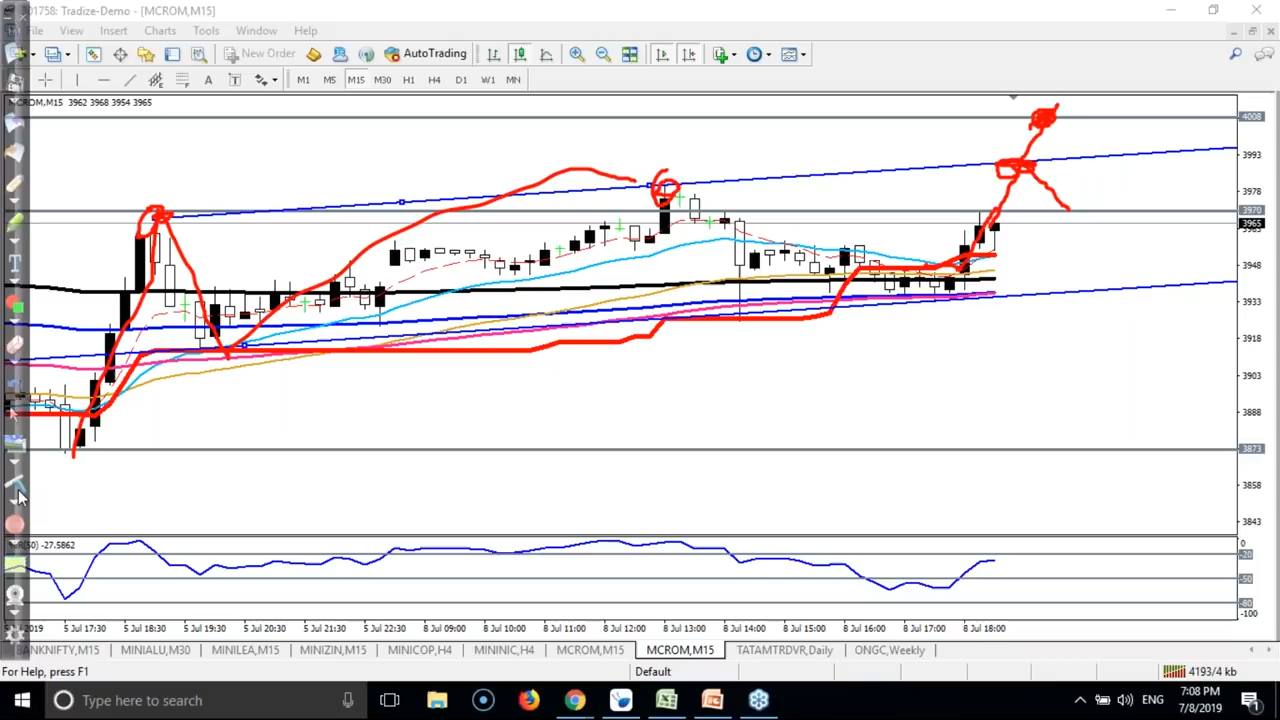 301758: Tradize-Demo - [MCROM,M15]
File View Insert Charts Tools Window Help
New Order AutoTrading
A T M1 M5 M15 M30 H1 H4 D1 W1 MN
MCROM,M15 3962 3968 3954 3965
4008
3993
3978
3970
3965
3948
3933
3918
3903
3888
3873
3858
3843
-27.5862
0
-20
-50
-80
-100
5 Jul 17:30 5 Jul 18:30 5 Jul 19:30 5 Jul 20:30 5 Jul 21:30 5 Jul 22:30 8 Jul 09:00 8 Jul 10:00 8 Jul 11:00 8 Jul 12:00 8 Jul 13:00 8 Jul 14:00 8 Jul 15:00 8 Jul 16:00 8 Jul 17:00 8 Jul 18:00
BANKNIFTY,M15 MINIALU,M30 MINILEA,M15 MINIZIN,M15 MINICOP,H4 MININIC,H4 MCROM,M15 MCROM,M15 TATAMTRDVR,Daily ONGC,Weekly
For Help, press F1 Default 4193/4 kb
Type here to search ENG 7:08 PM
7/8/2019